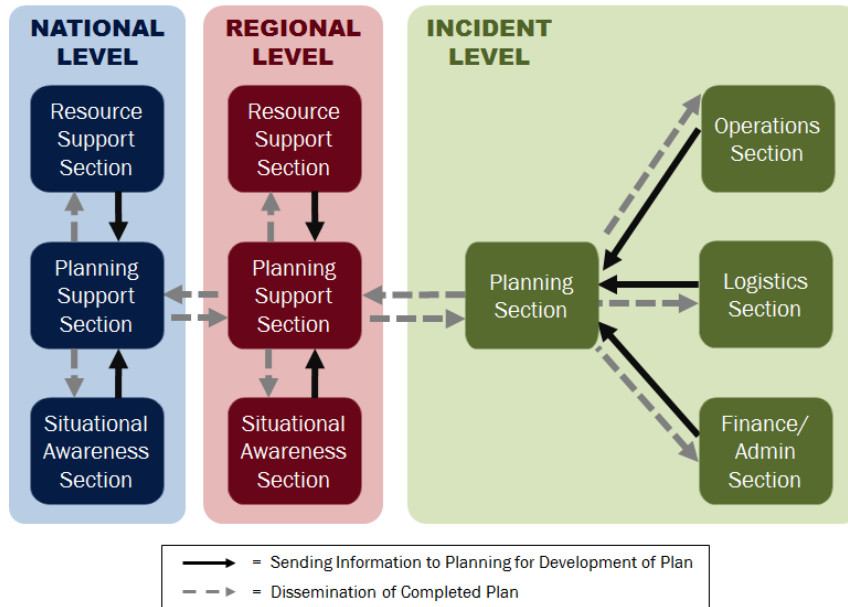 NATIONAL
LEVEL
REGIONAL
LEVEL
INCIDENT
LEVEL
Resource
Support
Section
Resource
Support
Section
Operations
Section
Planning
Support
Section
Planning
Support
Section
Planning
Section
Logistics
Section
Situational
Awareness
Section
Situational
Awareness
Section
Finance/
Admin
Section
= Sending Information to Planning for Development of Plan
= Dissemination of Completed Plan